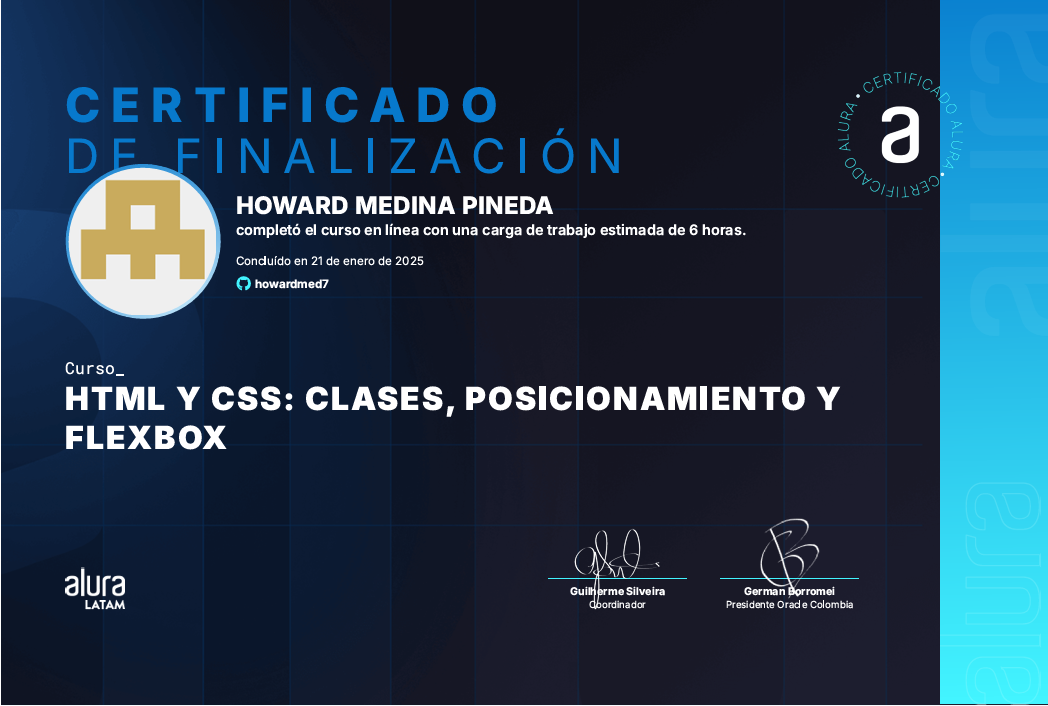 CERTIFICADO
DE FINALIZACIÓN
CERTIFICADO ALURA • CERTIFICADO ALURA •
a
HOWARD MEDINA PINEDA
completó el curso en línea con una carga de trabajo estimada de 6 horas.
Concluído en 21 de enero de 2025
howardmed7
Curso_
HTML Y CSS: CLASES, POSICIONAMIENTO Y
FLEXBOX
alura
LATAM
Guilherme Silveira
Coordinador
German Borromei
Presidente Oracle Colombia
alura
alura